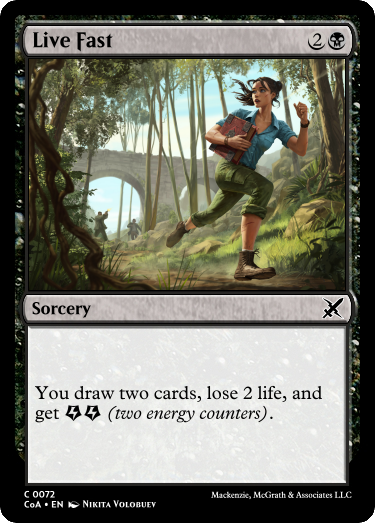 Live Fast 2
Sorcery
You draw two cards, lose 2 life, and
get (two energy counters).
C 0072
CoA • EN Nikita Volobuev
Mackenzie, McGrath & Associates LLC